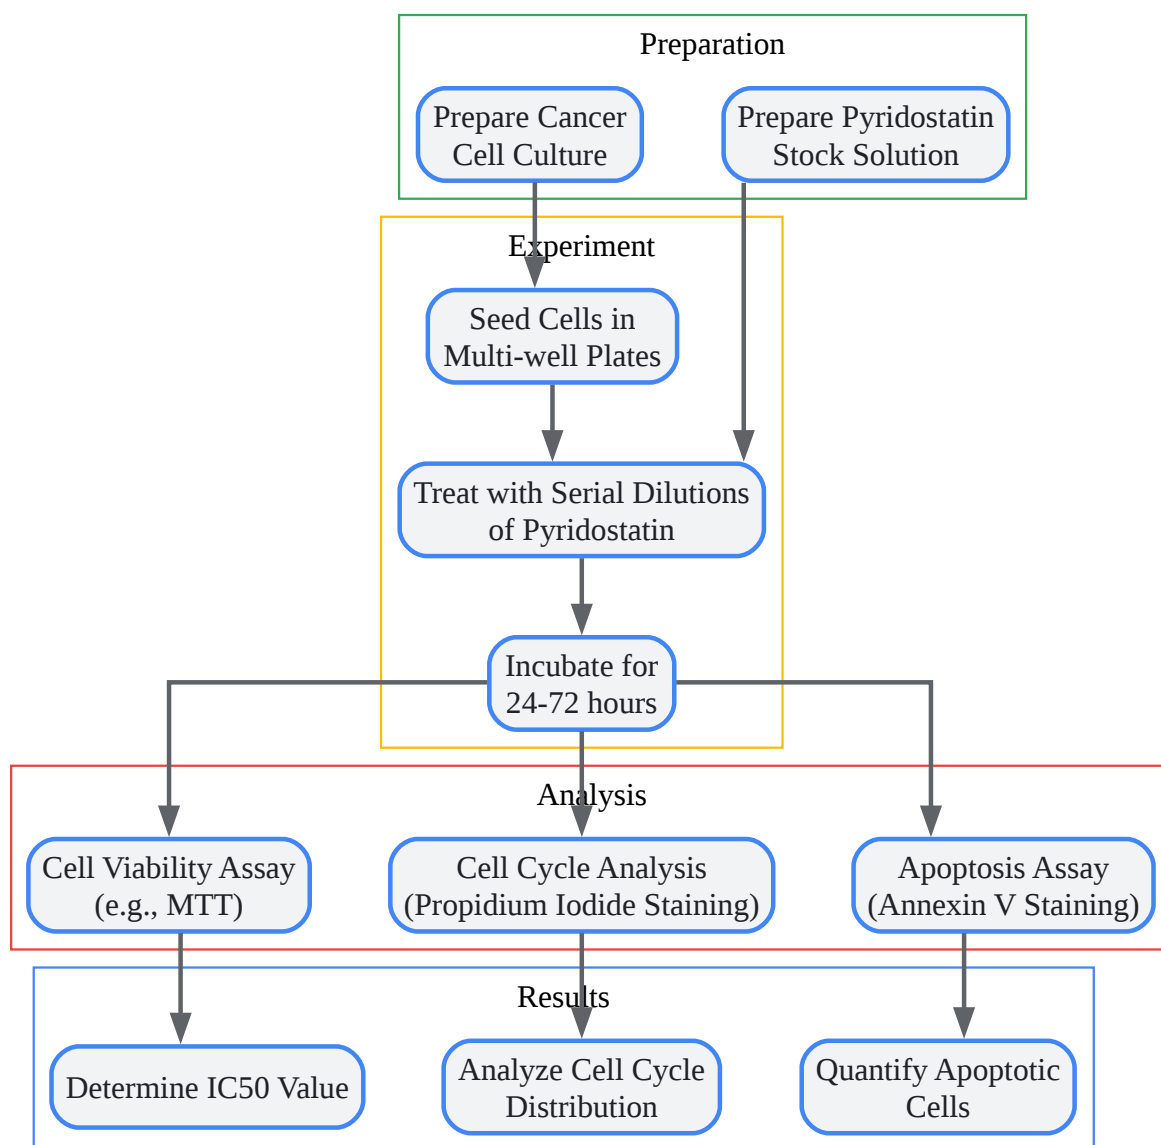 Preparation
Prepare Cancer
Cell Culture
Prepare Pyridostatin
Stock Solution
Experiment
Seed Cells in
Multi-well Plates
Treat with Serial Dilutions
of Pyridostatin
Incubate for
24-72 hours
Analysis
Cell Viability Assay
(e.g., MTT)
Cell Cycle Analysis
(Propidium Iodide Staining)
Apoptosis Assay
(Annexin V Staining)
Results
Determine IC50 Value
Analyze Cell Cycle
Distribution
Quantify Apoptotic
Cells